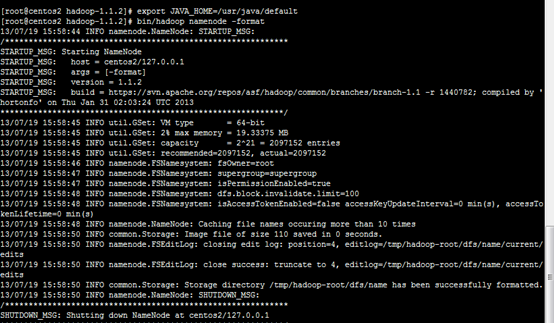 [root@centos2 hadoop-1.1.2]# export JAVA_HOME=/usr/java/default
[root@centos2 hadoop-1.1.2]# bin/hadoop namenode -format
13/07/19 15:58:44 INFO namenode.NameNode: STARTUP_MSG:
/************************************************************
STARTUP_MSG: Starting NameNode
STARTUP_MSG:   host = centos2/127.0.0.1
STARTUP_MSG:   args = [-format]
STARTUP_MSG:   version = 1.1.2
STARTUP_MSG:   build = https://svn.apache.org/repos/asf/hadoop/common/branches/branch-1.1 -r 1440782; compiled by '
hortonfo' on Thu Jan 31 02:03:24 UTC 2013
************************************************************/
13/07/19 15:58:45 INFO util.GSet: VM type       = 64-bit
13/07/19 15:58:45 INFO util.GSet: 2% max memory = 19.33375 MB
13/07/19 15:58:45 INFO util.GSet: capacity      = 2^21 = 2097152 entries
13/07/19 15:58:45 INFO util.GSet: recommended=2097152, actual=2097152
13/07/19 15:58:46 INFO namenode.FSNamesystem: fsOwner=root
13/07/19 15:58:47 INFO namenode.FSNamesystem: supergroup=supergroup
13/07/19 15:58:47 INFO namenode.FSNamesystem: isPermissionEnabled=true
13/07/19 15:58:48 INFO namenode.FSNamesystem: dfs.block.invalidate.limit=100
13/07/19 15:58:48 INFO namenode.FSNamesystem: isAccessTokenEnabled=false accessKeyUpdateInterval=0 min(s), accessTo
kenLifetime=0 min(s)
13/07/19 15:58:48 INFO namenode.NameNode: Caching file names occuring more than 10 times
13/07/19 15:58:50 INFO common.Storage: Image file of size 110 saved in 0 seconds.
13/07/19 15:58:50 INFO namenode.FSEditLog: closing edit log: position=4, editlog=/tmp/hadoop-root/dfs/name/current/
edits
13/07/19 15:58:50 INFO namenode.FSEditLog: close success: truncate to 4, editlog=/tmp/hadoop-root/dfs/name/current/
edits
13/07/19 15:58:50 INFO common.Storage: Storage directory /tmp/hadoop-root/dfs/name has been successfully formatted.
13/07/19 15:58:50 INFO namenode.NameNode: SHUTDOWN_MSG:
/************************************************************
SHUTDOWN_MSG: Shutting down NameNode at centos2/127.0.0.1